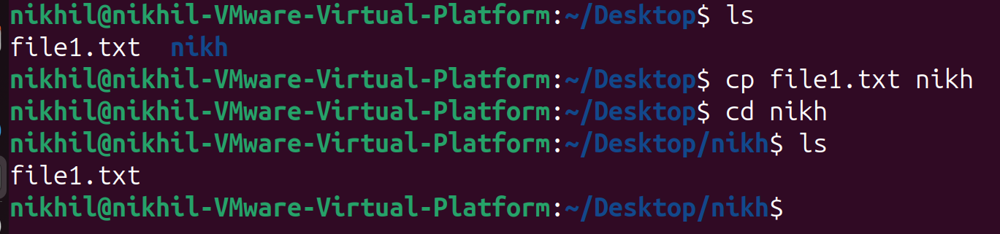 nikhil@nikhil-VMware-Virtual-Platform:~/Desktop$ ls
file1.txt  nikh
nikhil@nikhil-VMware-Virtual-Platform:~/Desktop$ cp file1.txt nikh
nikhil@nikhil-VMware-Virtual-Platform:~/Desktop$ cd nikh
nikhil@nikhil-VMware-Virtual-Platform:~/Desktop/nikh$ ls
file1.txt
nikhil@nikhil-VMware-Virtual-Platform:~/Desktop/nikh$